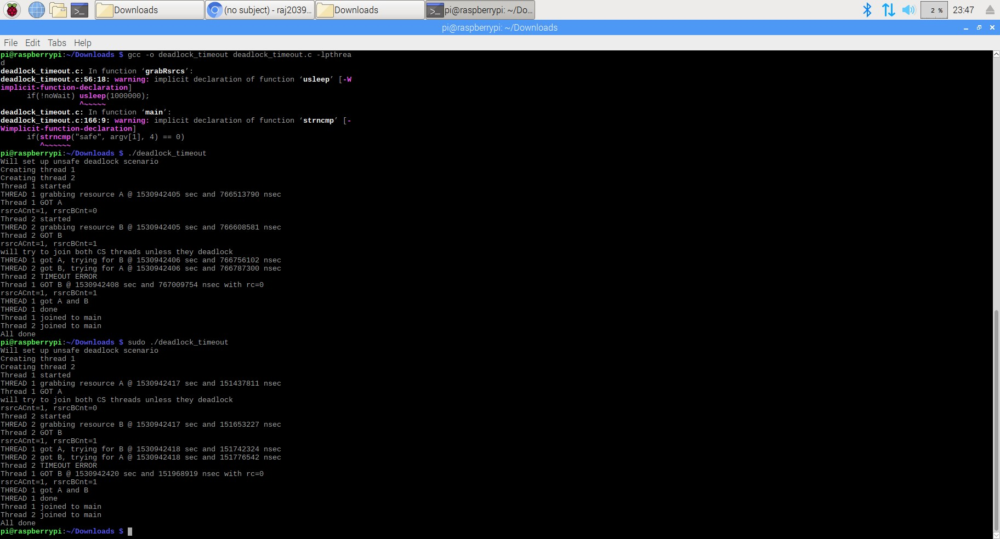 Downloads
(no subject) - raj2039...
Downloads
pi@raspberrypi: ~/Do...
2 %
23:47
pi@raspberrypi: ~/Downloads
File Edit Tabs Help
pi@raspberrypi:~/Downloads $ gcc -o deadlock_timeout deadlock_timeout.c -lpthrea
d
deadlock_timeout.c: In function ‘grabRsrcs’:
deadlock_timeout.c:56:18: warning: implicit declaration of function ‘usleep’ [-W
implicit-function-declaration]
      if(!noWait) usleep(1000000);
                  ^~~~~~
deadlock_timeout.c: In function ‘main’:
deadlock_timeout.c:166:9: warning: implicit declaration of function ‘strncmp’ [-
Wimplicit-function-declaration]
      if(strncmp("safe", argv[1], 4) == 0)
         ^~~~~~~
pi@raspberrypi:~/Downloads $ ./deadlock_timeout
Will set up unsafe deadlock scenario
Creating thread 1
Creating thread 2
Thread 1 started
THREAD 1 grabbing resource A @ 1530942405 sec and 766513790 nsec
Thread 1 GOT A
rsrcACnt=1, rsrcBCnt=0
Thread 2 started
THREAD 2 grabbing resource B @ 1530942405 sec and 766608581 nsec
Thread 2 GOT B
rsrcACnt=1, rsrcBCnt=1
will try to join both CS threads unless they deadlock
THREAD 1 got A, trying for B @ 1530942406 sec and 766756102 nsec
THREAD 2 got B, trying for A @ 1530942406 sec and 766787300 nsec
Thread 2 TIMEOUT ERROR
Thread 1 GOT B @ 1530942408 sec and 767009754 nsec with rc=0
rsrcACnt=1, rsrcBCnt=1
THREAD 1 got A and B
THREAD 1 done
Thread 1 joined to main
Thread 2 joined to main
All done
pi@raspberrypi:~/Downloads $ sudo ./deadlock_timeout
Will set up unsafe deadlock scenario
Creating thread 1
Creating thread 2
Thread 1 started
THREAD 1 grabbing resource A @ 1530942417 sec and 151437811 nsec
Thread 1 GOT A
will try to join both CS threads unless they deadlock
rsrcACnt=1, rsrcBCnt=0
Thread 2 started
THREAD 2 grabbing resource B @ 1530942417 sec and 151653227 nsec
Thread 2 GOT B
rsrcACnt=1, rsrcBCnt=1
THREAD 1 got A, trying for B @ 1530942418 sec and 151742324 nsec
THREAD 2 got B, trying for A @ 1530942418 sec and 151776542 nsec
Thread 2 TIMEOUT ERROR
Thread 1 GOT B @ 1530942420 sec and 151968919 nsec with rc=0
rsrcACnt=1, rsrcBCnt=1
THREAD 1 got A and B
THREAD 1 done
Thread 1 joined to main
Thread 2 joined to main
All done
pi@raspberrypi:~/Downloads $